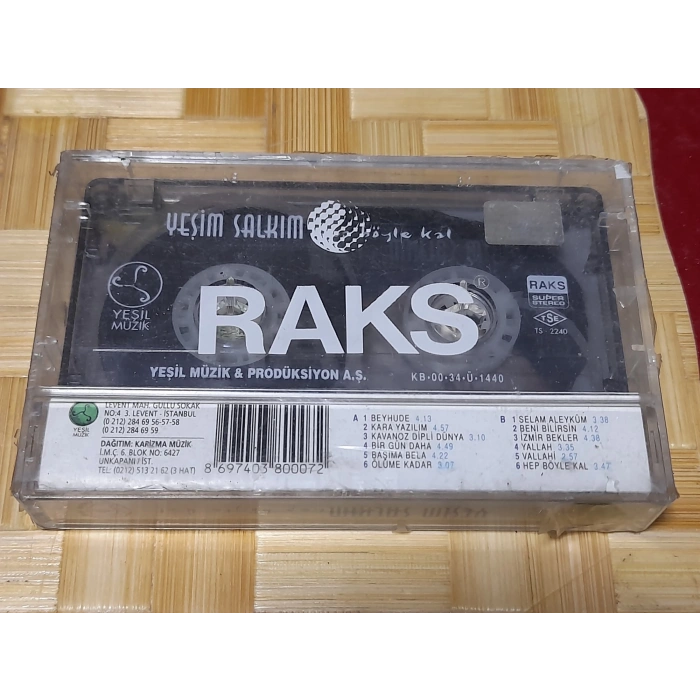 YEŞİM SALKIM
öyle kal
YEŞİL
MÜZİK
RAKS®
RAKS
SUPER
STEREO
TSE
TS - 2240
YEŞİL MÜZİK & PRODÜKSİYON A.Ş.
KB•00•34•Ü•1440
YEŞİL
MÜZİK
LEVENT MAH. GÜLLÜ SOKAK
NO:4 3. LEVENT - İSTANBUL
(0 212) 284 69 56-57-58
(0 212) 284 69 59
DAĞITIM: KARİZMA MÜZİK
İ.M.Ç. 6. BLOK NO: 6427
UNKAPANI / İST.
TEL: (0212) 513 21 62 (3 HAT)
8 697403 800072
A 1 BEYHUDE 4.13
2 KARA YAZILIM 4.57
3 KAVANOZ DİPLİ DÜNYA 3.10
4 BİR GÜN DAHA 4.49
5 BAŞIMA BELA 4.22
6 ÖLÜME KADAR 3.07
B 1 SELAM ALEYKÜM 3.38
2 BENİ BİLİRSİN 4.12
3 İZMİR BEKLER 4.38
4 YALLAH 3.35
5 VALLAHİ 2.57
6 HEP BÖYLE KAL 3.47